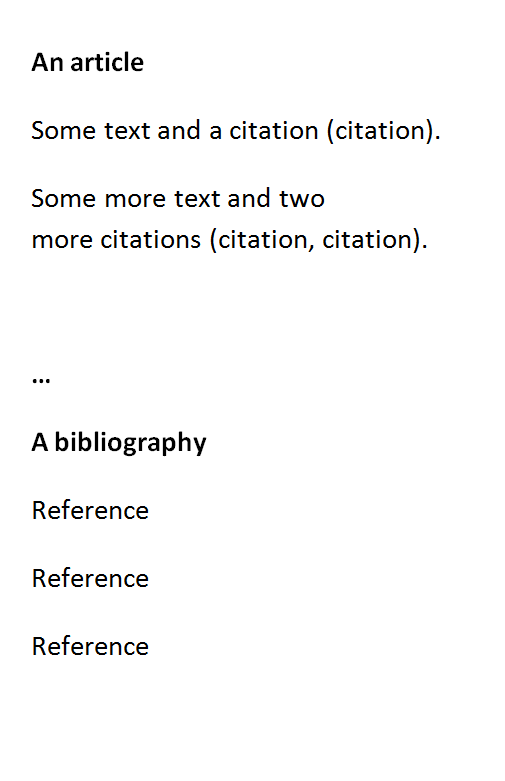 An article
Some text and a citation (citation).
Some more text and two
more citations (citation, citation).
...
A bibliography
Reference
Reference
Reference